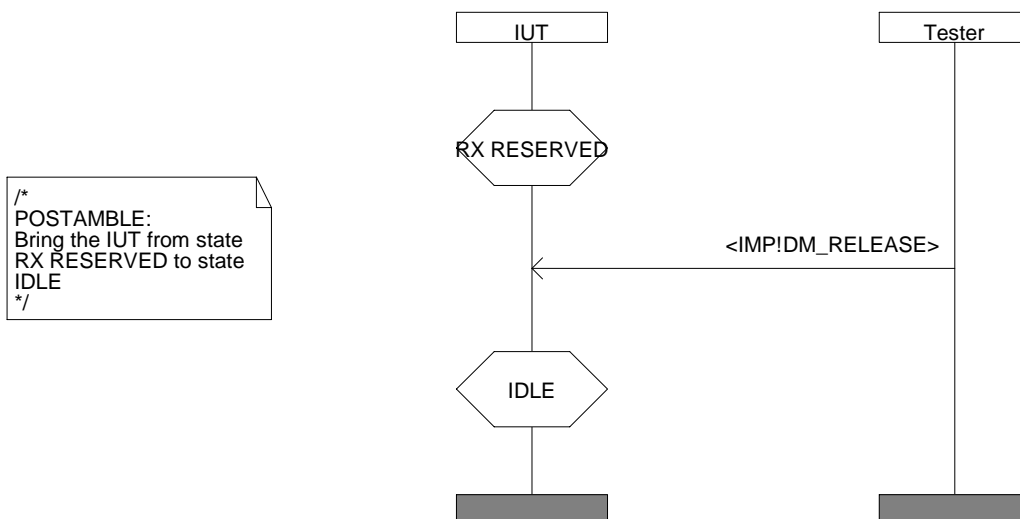 IUT
Tester
RX RESERVED
/*
POSTAMBLE:
Bring the IUT from state
RX RESERVED to state
IDLE
*/
<IMP!DM_RELEASE>
IDLE